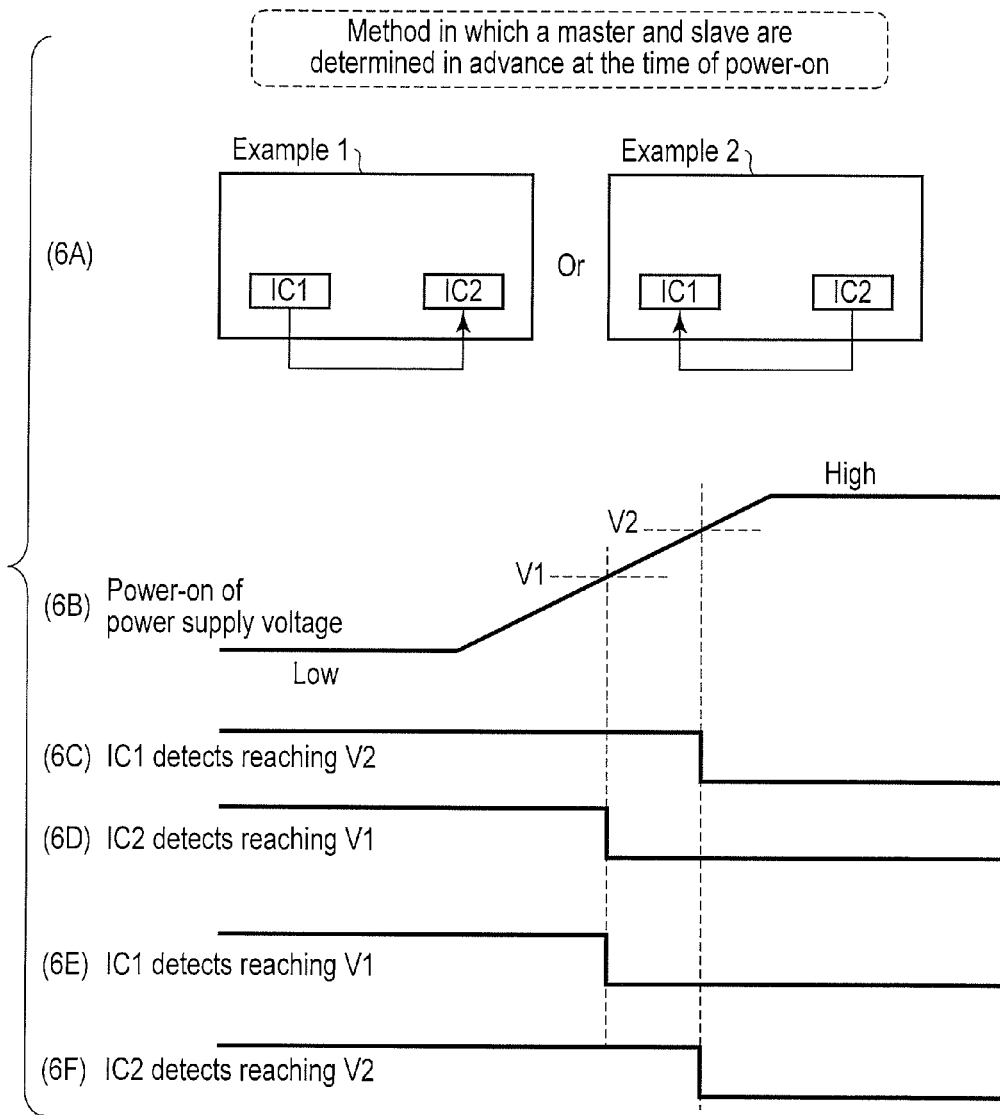 Method in which a master and slave are
determined in advance at the time of power-on
Example 1
Example 2
(6A)
IC1
IC2
Or
IC1
IC2
High
V2
V1
(6B) Power-on of
power supply voltage
Low
(6C) IC1 detects reaching V2
(6D) IC2 detects reaching V1
(6E) IC1 detects reaching V1
(6F) IC2 detects reaching V2